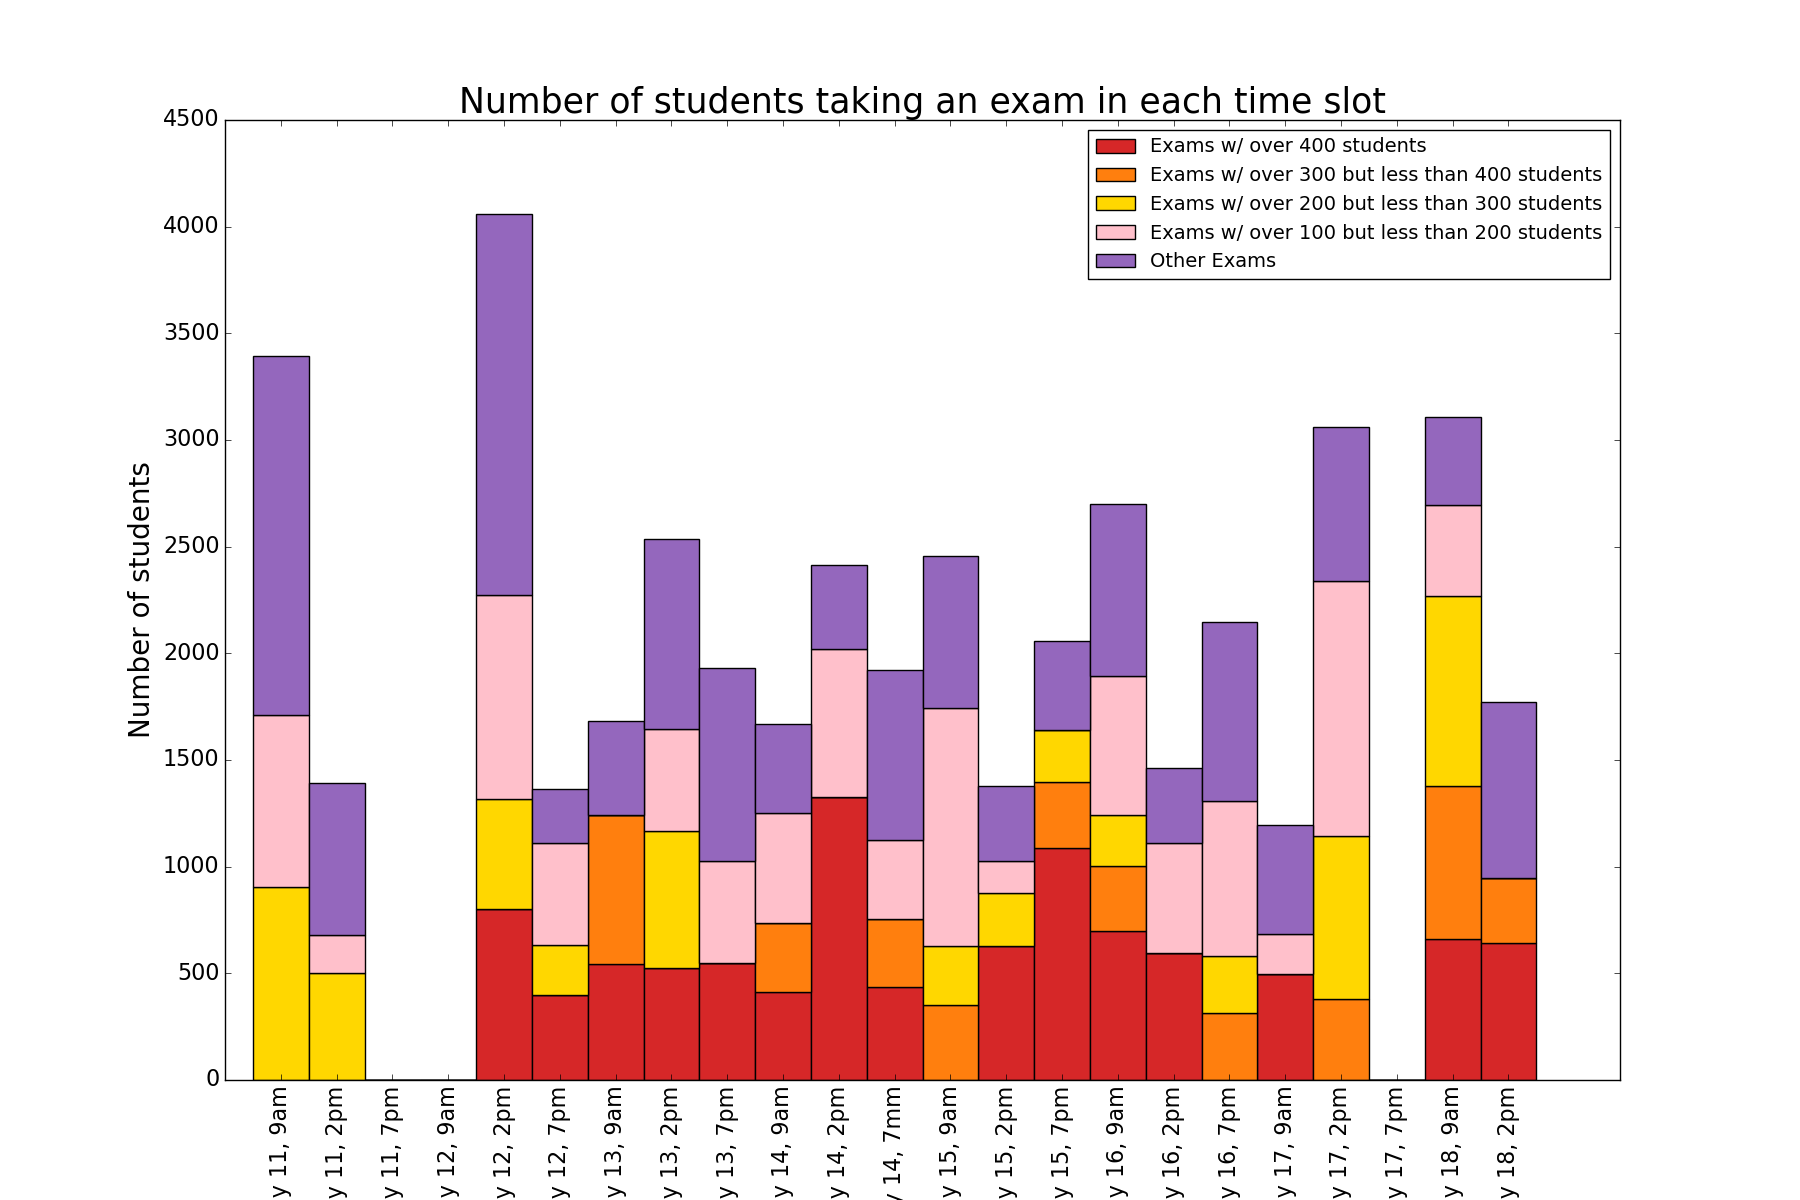 Number of students taking an exam in each time slot
Exams w/ over 400 students
Exams w/ over 300 but less than 400 students
Exams w/ over 200 but less than 300 students
Exams w/ over 100 but less than 200 students
Other Exams
Number of students
4500
4000
3500
3000
2500
2000
1500
1000
500
0
y 11, 9am
y 11, 2pm
y 11, 7pm
y 12, 9am
y 12, 2pm
y 12, 7pm
y 13, 9am
y 13, 2pm
y 13, 7pm
y 14, 9am
y 14, 2pm
y 14, 7mm
y 15, 9am
y 15, 2pm
y 15, 7pm
y 16, 9am
y 16, 2pm
y 16, 7pm
y 17, 9am
y 17, 2pm
y 17, 7pm
y 18, 9am
y 18, 2pm